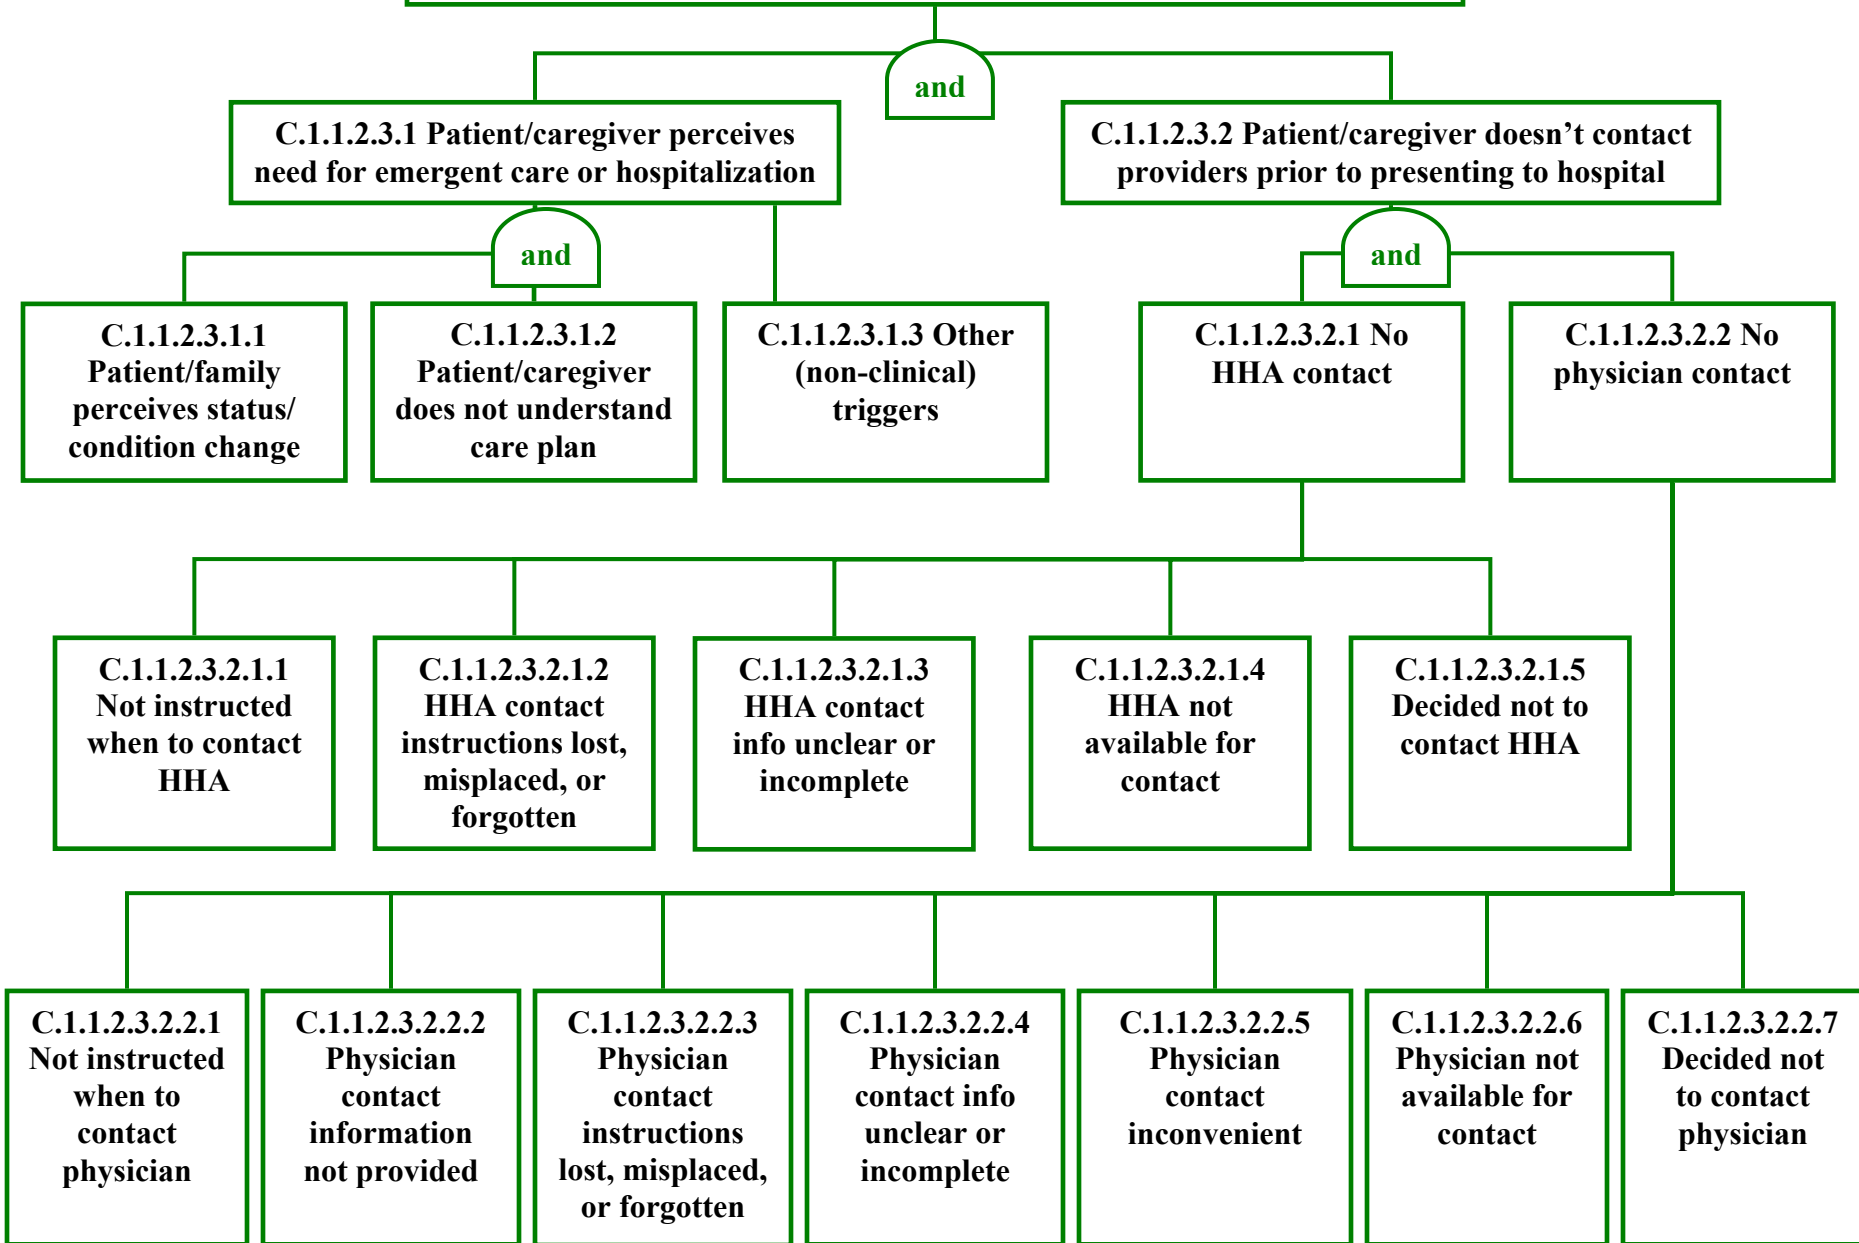 and
C.1.1.2.3.1 Patient/caregiver perceives
need for emergent care or hospitalization
C.1.1.2.3.2 Patient/caregiver doesn’t contact
providers prior to presenting to hospital
and
and
C.1.1.2.3.1.1
Patient/family
perceives status/
condition change
C.1.1.2.3.1.2
Patient/caregiver
does not understand
care plan
C.1.1.2.3.1.3 Other
(non-clinical)
triggers
C.1.1.2.3.2.1 No
HHA contact
C.1.1.2.3.2.2 No
physician contact
C.1.1.2.3.2.1.1
Not instructed
when to contact
HHA
C.1.1.2.3.2.1.2
HHA contact
instructions lost,
misplaced, or
forgotten
C.1.1.2.3.2.1.3
HHA contact
info unclear or
incomplete
C.1.1.2.3.2.1.4
HHA not
available for
contact
C.1.1.2.3.2.1.5
Decided not to
contact HHA
C.1.1.2.3.2.2.1
Not instructed
when to
contact
physician
C.1.1.2.3.2.2.2
Physician
contact
information
not provided
C.1.1.2.3.2.2.3
Physician
contact
instructions
lost, misplaced,
or forgotten
C.1.1.2.3.2.2.4
Physician
contact info
unclear or
incomplete
C.1.1.2.3.2.2.5
Physician
contact
inconvenient
C.1.1.2.3.2.2.6
Physician not
available for
contact
C.1.1.2.3.2.2.7
Decided not
to contact
physician